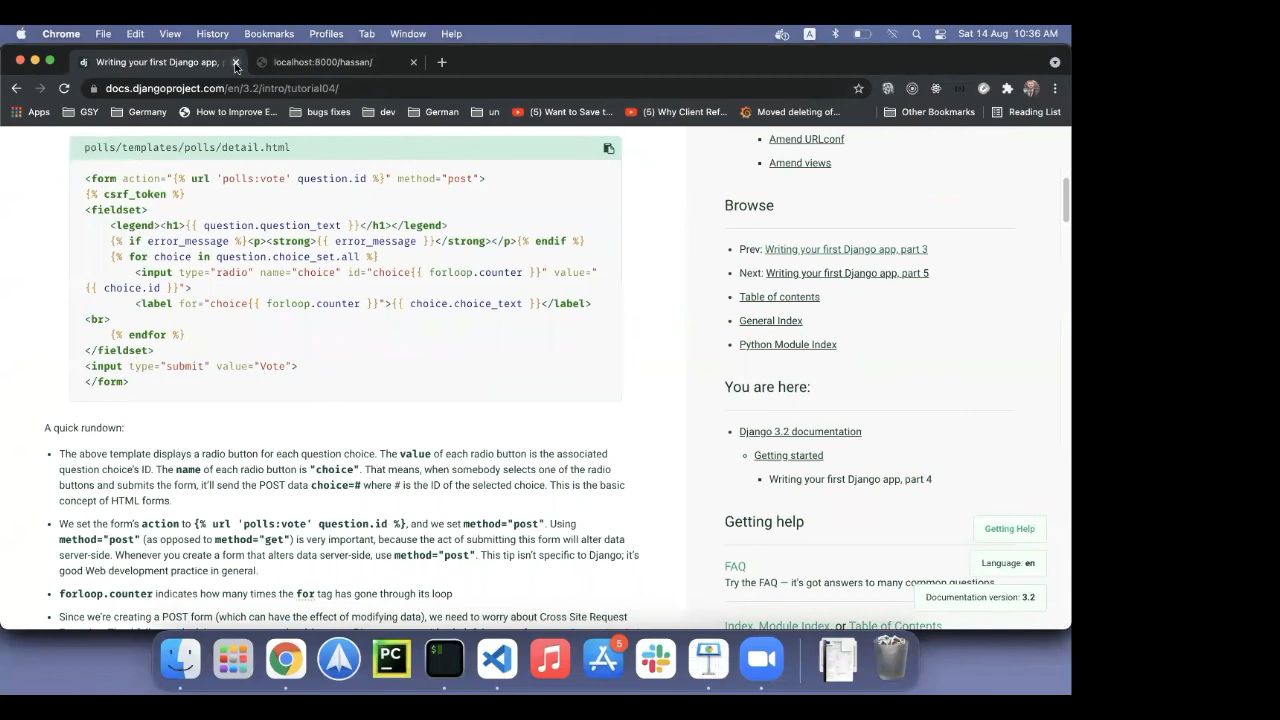 Chrome File Edit View History Bookmarks Profiles Tab Window Help A Sat 14 Aug 10:36 AM
dj Writing your first Django app, localhost:8000/hassan/
docs.djangoproject.com/en/3.2/intro/tutorial04/
Apps GSY Germany How to Improve E... bugs fixes dev German un (5) Want to Save t... (5) Why Client Ref... Moved deleting of... Other Bookmarks Reading List
polls/templates/polls/detail.html
<form action="{% url 'polls:vote' question.id %}" method="post">
{% csrf_token %}
<fieldset>
<legend><h1>{{ question.question_text }}</h1></legend>
{% if error_message %}<p><strong>{{ error_message }}</strong></p>{% endif %}
{% for choice in question.choice_set.all %}
<input type="radio" name="choice" id="choice{{ forloop.counter }}" value="
{{ choice.id }}">
<label for="choice{{ forloop.counter }}">{{ choice.choice_text }}</label>
<br>
{% endfor %}
</fieldset>
<input type="submit" value="Vote">
</form>
A quick rundown:
The above template displays a radio button for each question choice. The value of each radio button is the associated
question choice's ID. The name of each radio button is "choice". That means, when somebody selects one of the radio
buttons and submits the form, it'll send the POST data choice=# where # is the ID of the selected choice. This is the basic
concept of HTML forms.
We set the form's action to {% url 'polls:vote' question.id %}, and we set method="post". Using
method="post" (as opposed to method="get") is very important, because the act of submitting this form will alter data
server-side. Whenever you create a form that alters data server-side, use method="post". This tip isn't specific to Django; it's
good Web development practice in general.
forloop.counter indicates how many times the for tag has gone through its loop
Since we're creating a POST form (which can have the effect of modifying data), we need to worry about Cross Site Request
Amend URLconf
Amend views
Browse
Prev: Writing your first Django app, part 3
Next: Writing your first Django app, part 5
Table of contents
General Index
Python Module Index
You are here:
Django 3.2 documentation
Getting started
Writing your first Django app, part 4
Getting help
Getting Help
FAQ
Language: en
Try the FAQ — it's got answers to many common questions.
Documentation version: 3.2
Index, Module Index, or Table of Contents
PC
$
5